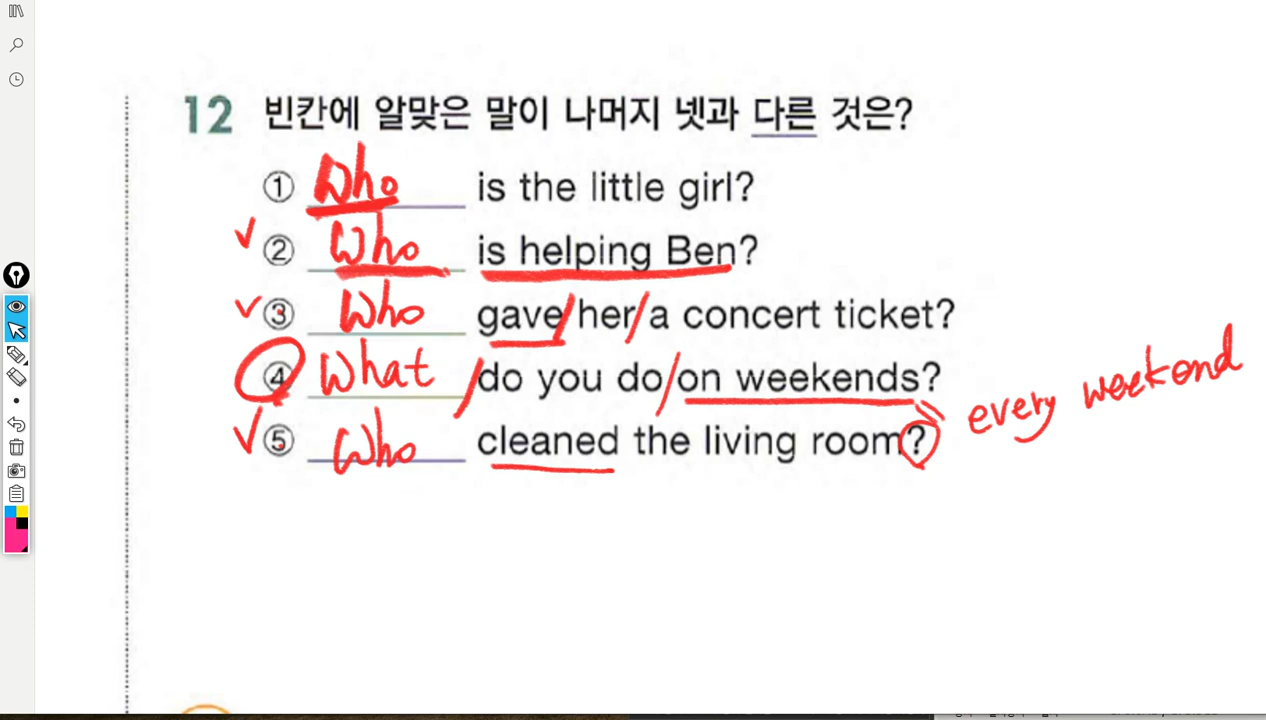 12 빈칸에 알맞은 말이 나머지 넷과 다른 것은?
① Who is the little girl?
② Who is helping Ben?
③ Who gave/her/a concert ticket?
④ What/do you do/on weekends?
every weekend
⑤ Who cleaned the living room?